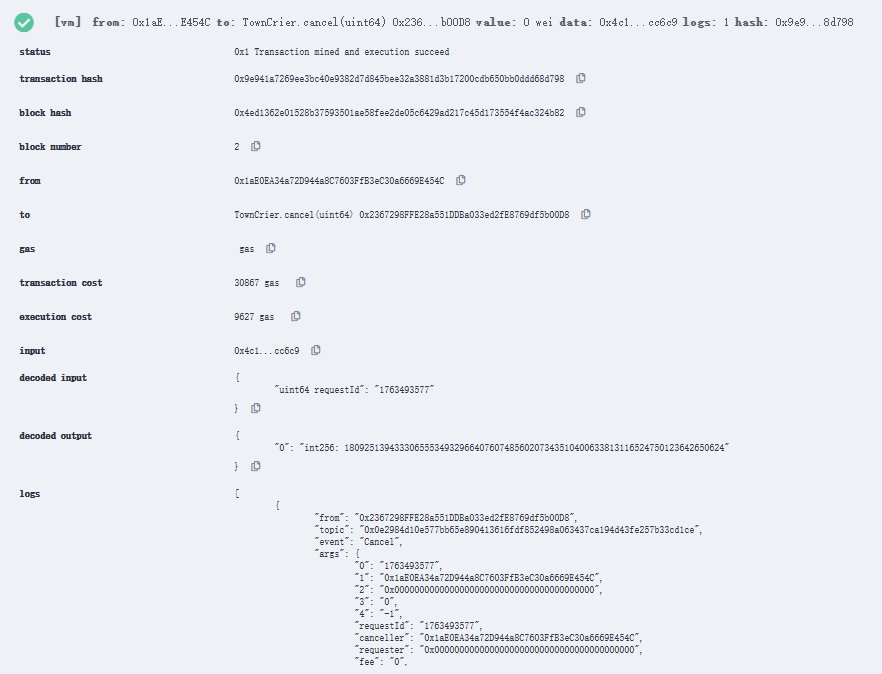 [vm] from: 0x1aE...E454C to: TownCrier.cancel(uint64) 0x236...b00D8 value: 0 wei data: 0x4c1...cc6c9 logs: 1 hash: 0x9e9...8d798
status 0x1 Transaction mined and execution succeed
transaction hash 0x9e941a7269ee3bc40e9382d7d845bee32a3881d3b17200cdb650bb0ddd68d798
block hash 0x4ed1362e01528b37593501ae58fee2de05c6429ad217c45d173554f4ac324b82
block number 2
from 0x1aE0EA34a72D944a8C7603FfB3eC30a6669E454C
to TownCrier.cancel(uint64) 0x2367298FFE28a551DDBa033ed2fE8769df5b00D8
gas gas
transaction cost 30867 gas
execution cost 9627 gas
input 0x4c1...cc6c9
decoded input {
"uint64 requestId": "1763493577"
}
decoded output {
"0": "int256: 18092513943330655534932966407607485602073435104006338131165247501236426​50624"
}
logs [
{
"from": "0x2367298FFE28a551DDBa033ed2fE8769df5b00D8",
"topic": "0x0e2984d10e577bb65e890413616fdf852498a063437ca194d43fe257b33cd1ce",
"event": "Cancel",
"args": {
"0": "1763493577",
"1": "0x1aE0EA34a72D944a8C7603FfB3eC30a6669E454C",
"2": "0x0000000000000000000000000000000000000000",
"3": "0",
"4": "-1",
"requestId": "1763493577",
"canceller": "0x1aE0EA34a72D944a8C7603FfB3eC30a6669E454C",
"requester": "0x0000000000000000000000000000000000000000",
"fee": "0",